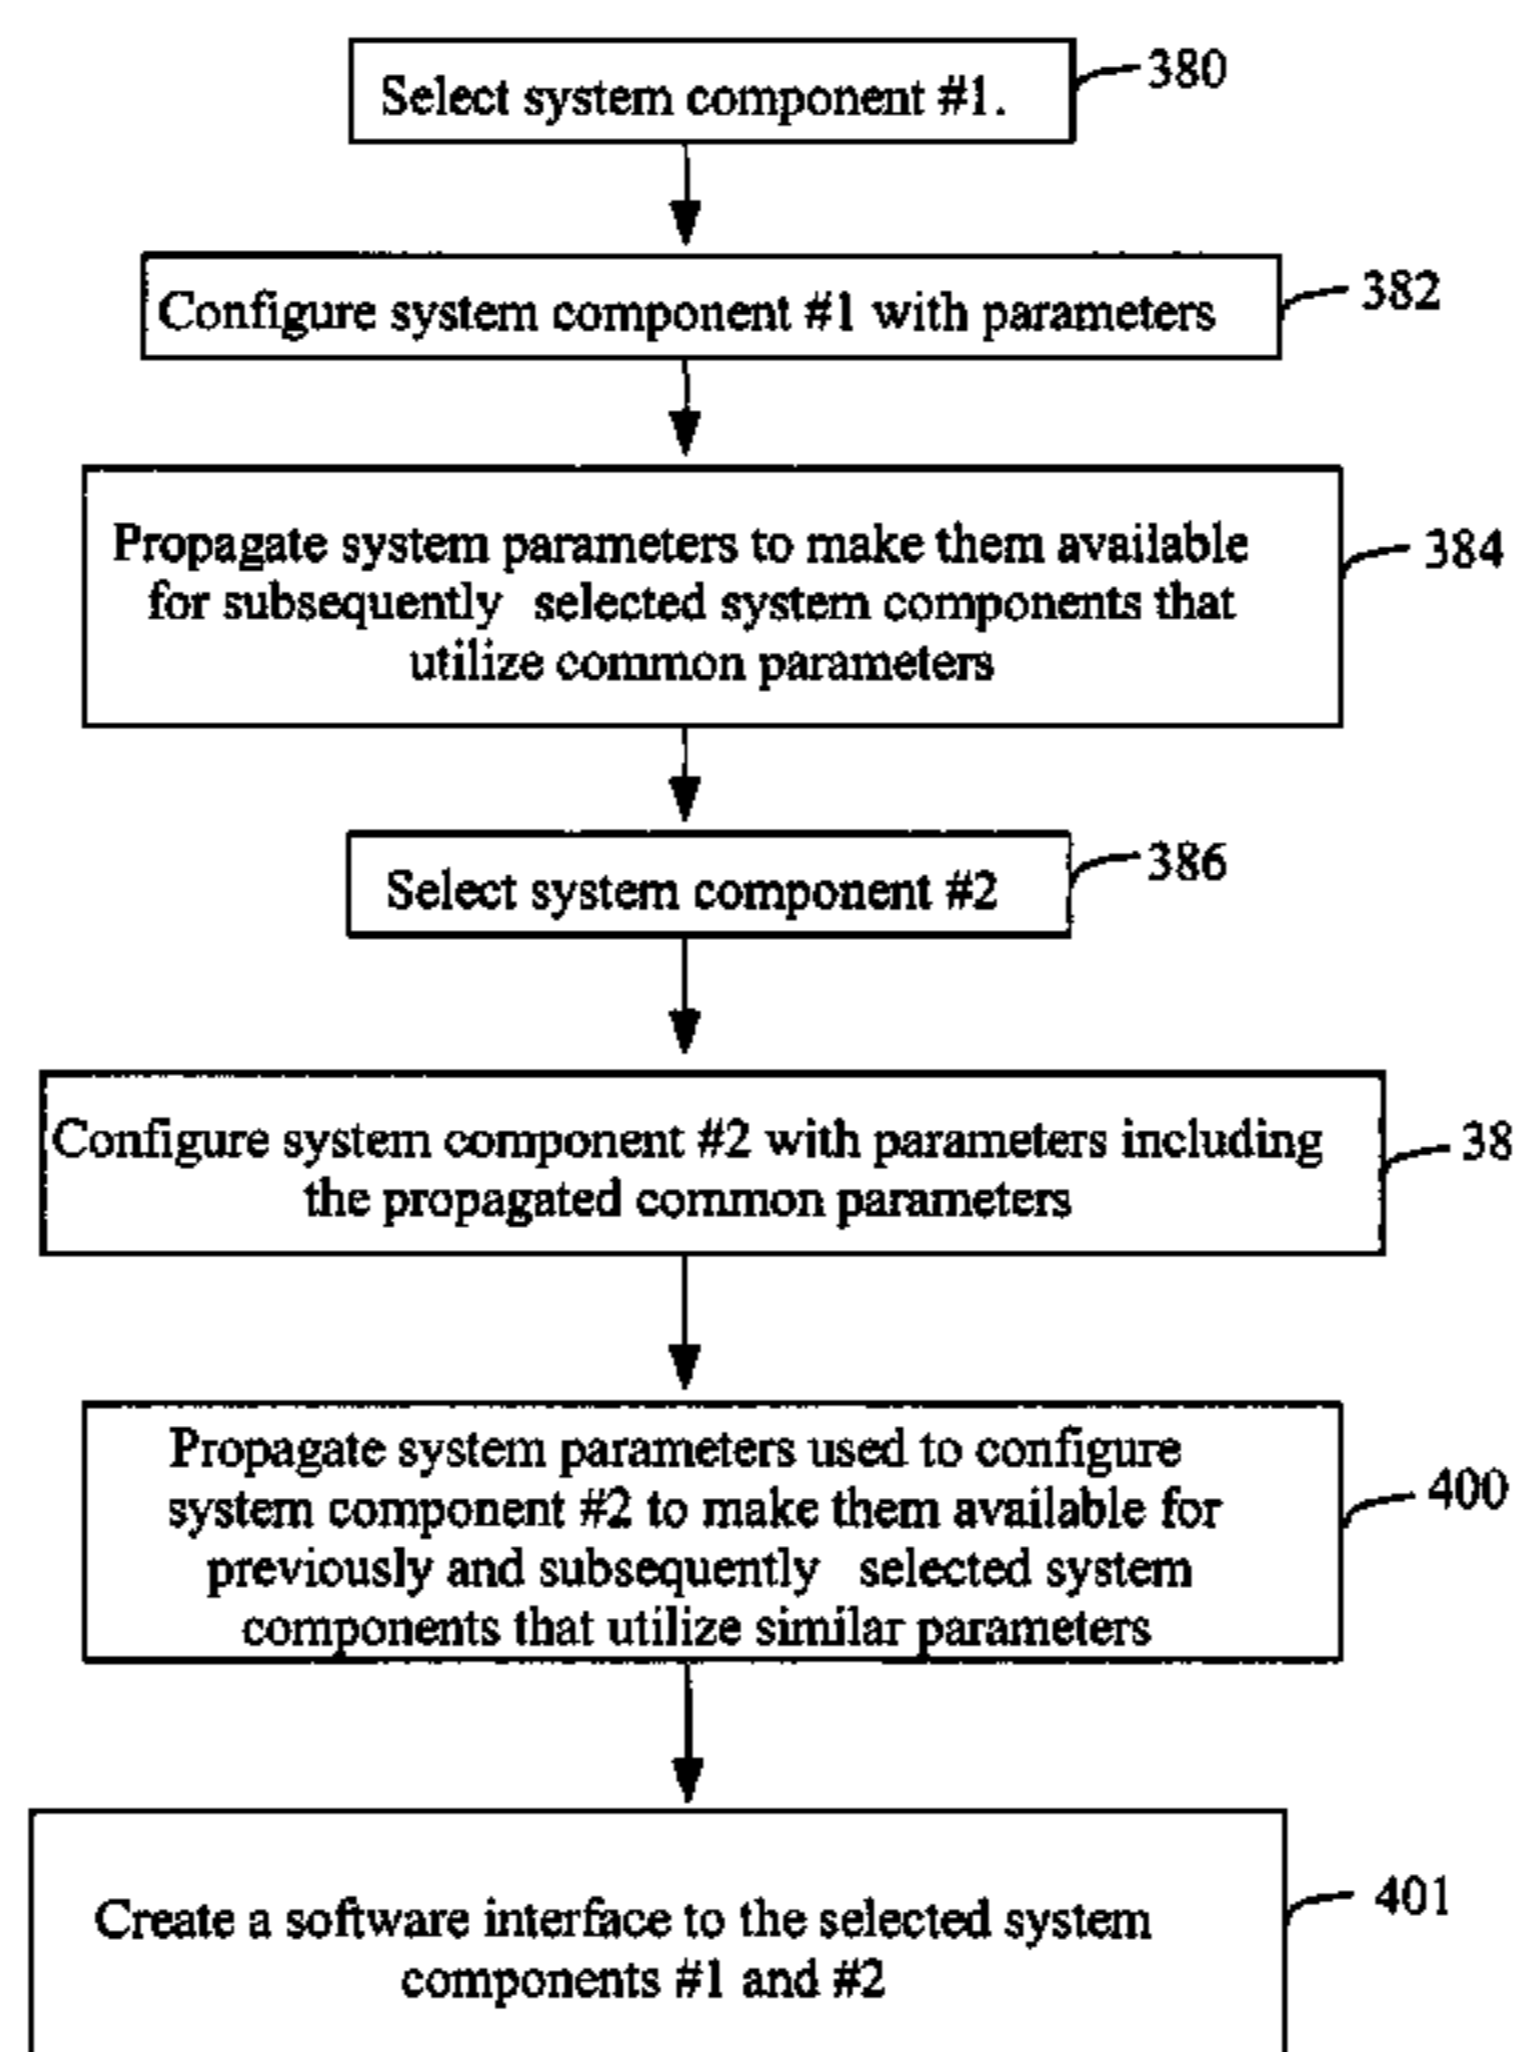 Select system component #1.
380
Configure system component #1 with parameters
382
Propagate system parameters to make them available
for subsequently selected system components that
utilize common parameters
384
Select system component #2
386
Configure system component #2 with parameters including
the propagated common parameters
38
Propagate system parameters used to configure
system component #2 to make them available for
previously and subsequently selected system
components that utilize similar parameters
400
Create a software interface to the selected system
components #1 and #2
401